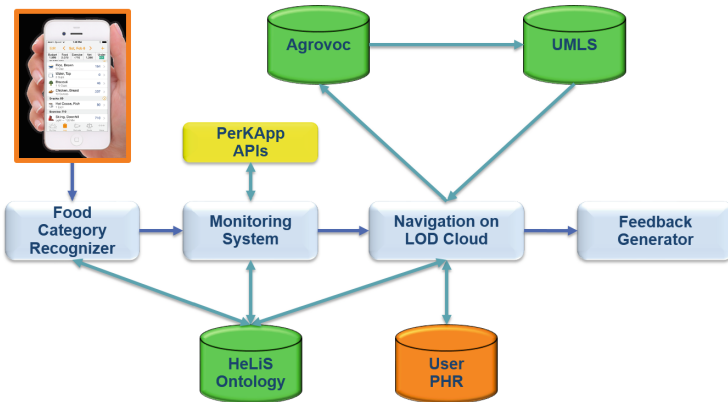 Agrovoc
UMLS
PerKApp
APIs
Food
Category
Recognizer
Monitoring
System
Navigation on
LOD Cloud
Feedback
Generator
HeLiS
Ontology
User
PHR